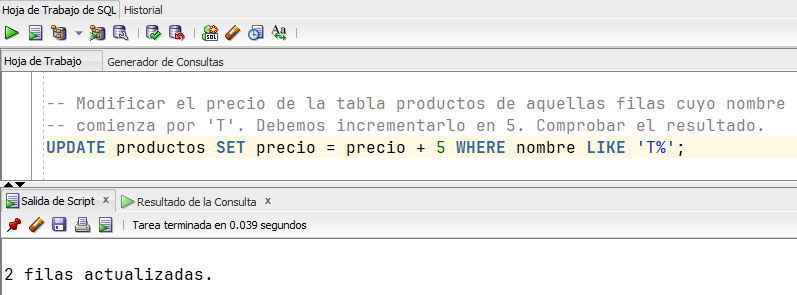 Hoja de Trabajo de SQL Historial
Hoja de Trabajo Generador de Consultas
-- Modificar el precio de la tabla productos de aquellas filas cuyo nombre
-- comienza por 'T'. Debemos incrementarlo en 5. Comprobar el resultado.
UPDATE productos SET precio = precio + 5 WHERE nombre LIKE 'T%';
Salida de Script x Resultado de la Consulta x
Tarea terminada en 0.039 segundos
2 filas actualizadas.